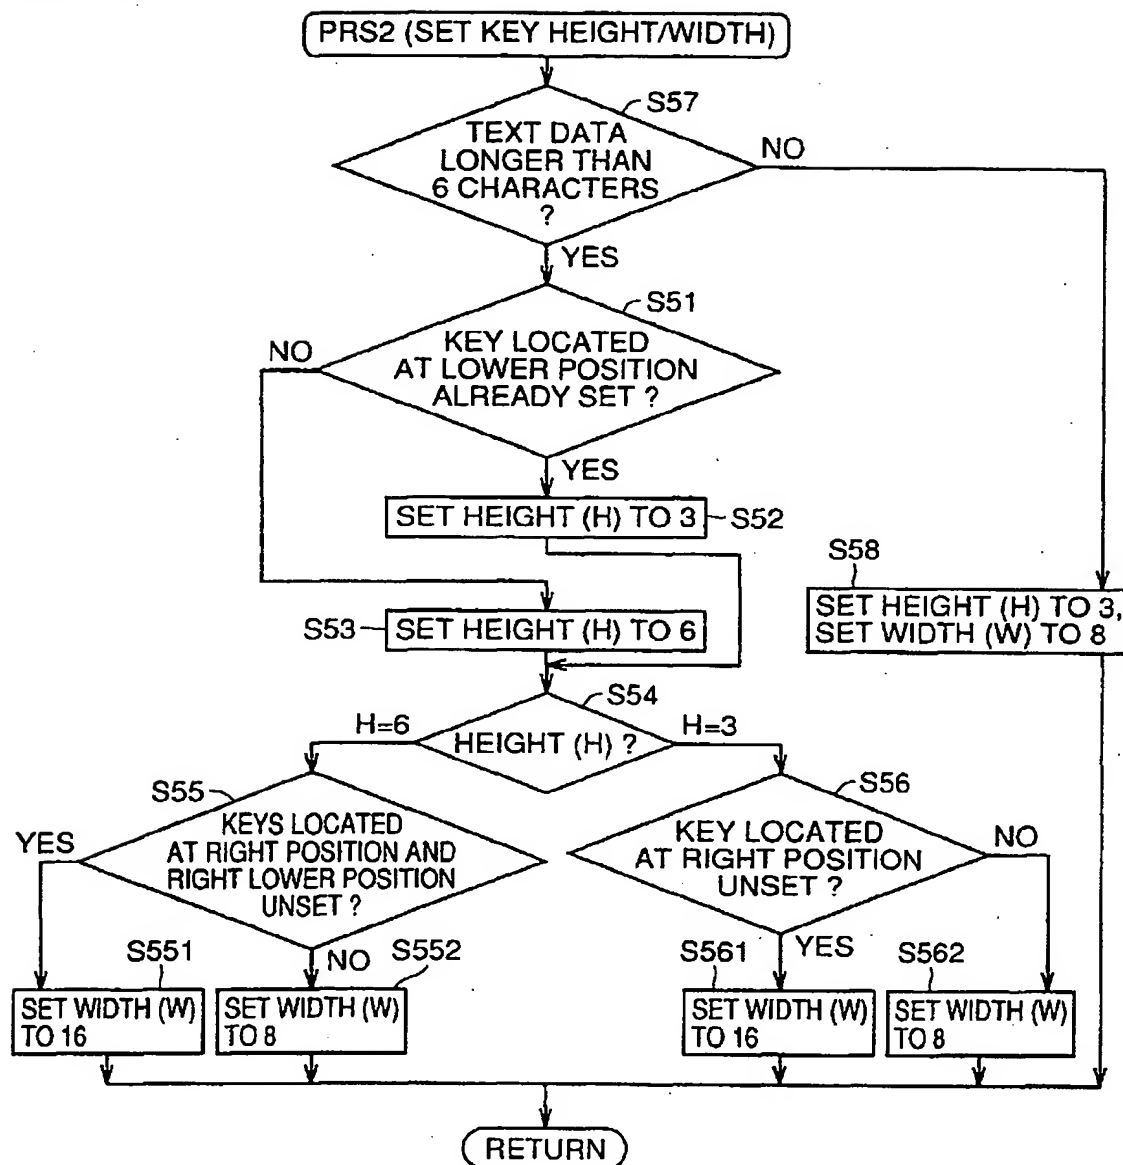 PRS2 (SET KEY HEIGHT/WIDTH)
S57
TEXT DATA
LONGER THAN
6 CHARACTERS
?
NO
YES
S51
KEY LOCATED
AT LOWER POSITION
ALREADY SET ?
NO
YES
SET HEIGHT (H) TO 3
S52
S58
SET HEIGHT (H) TO 3,
SET WIDTH (W) TO 8
S53
SET HEIGHT (H) TO 6
S54
H=6
HEIGHT (H) ?
H=3
S55
KEYS LOCATED
AT RIGHT POSITION AND
RIGHT LOWER POSITION
UNSET ?
YES
NO
S56
KEY LOCATED
AT RIGHT POSITION
UNSET ?
NO
YES
S551
SET WIDTH (W)
TO 16
S552
SET WIDTH (W)
TO 8
S561
SET WIDTH (W)
TO 16
S562
SET WIDTH (W)
TO 8
RETURN